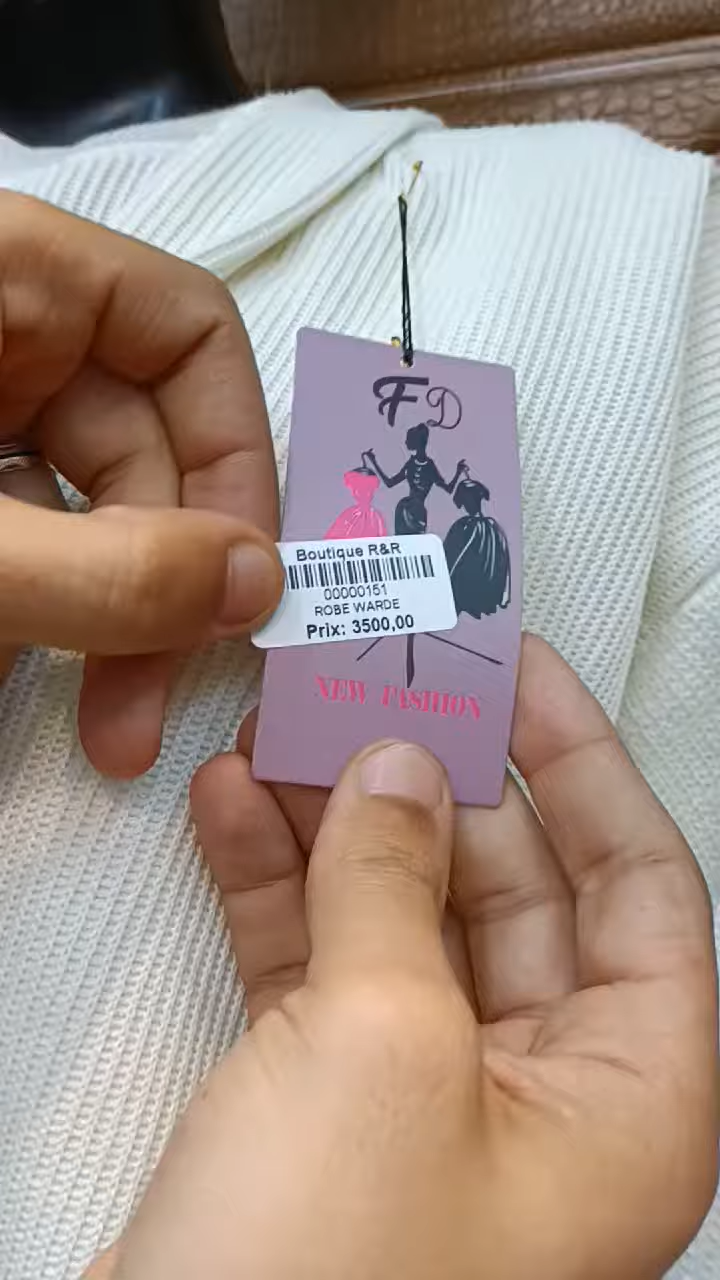 FD
Boutique R&R
00000151
ROBE WARDE
Prix: 3500,00
NEW FASHION